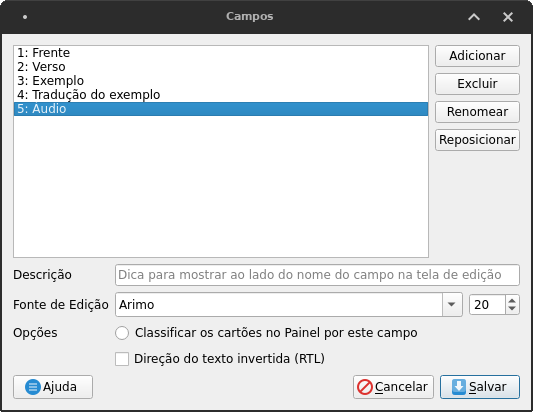 Campos
1: Frente
2: Verso
3: Exemplo
4: Tradução do exemplo
5: Áudio
Adicionar
Excluir
Renomear
Reposicionar
Descrição
Dica para mostrar ao lado do nome do campo na tela de edição
Fonte de Edição
Arimo
20
Opções
Classificar os cartões no Painel por este campo
Direção do texto invertida (RTL)
Ajuda
Cancelar
Salvar